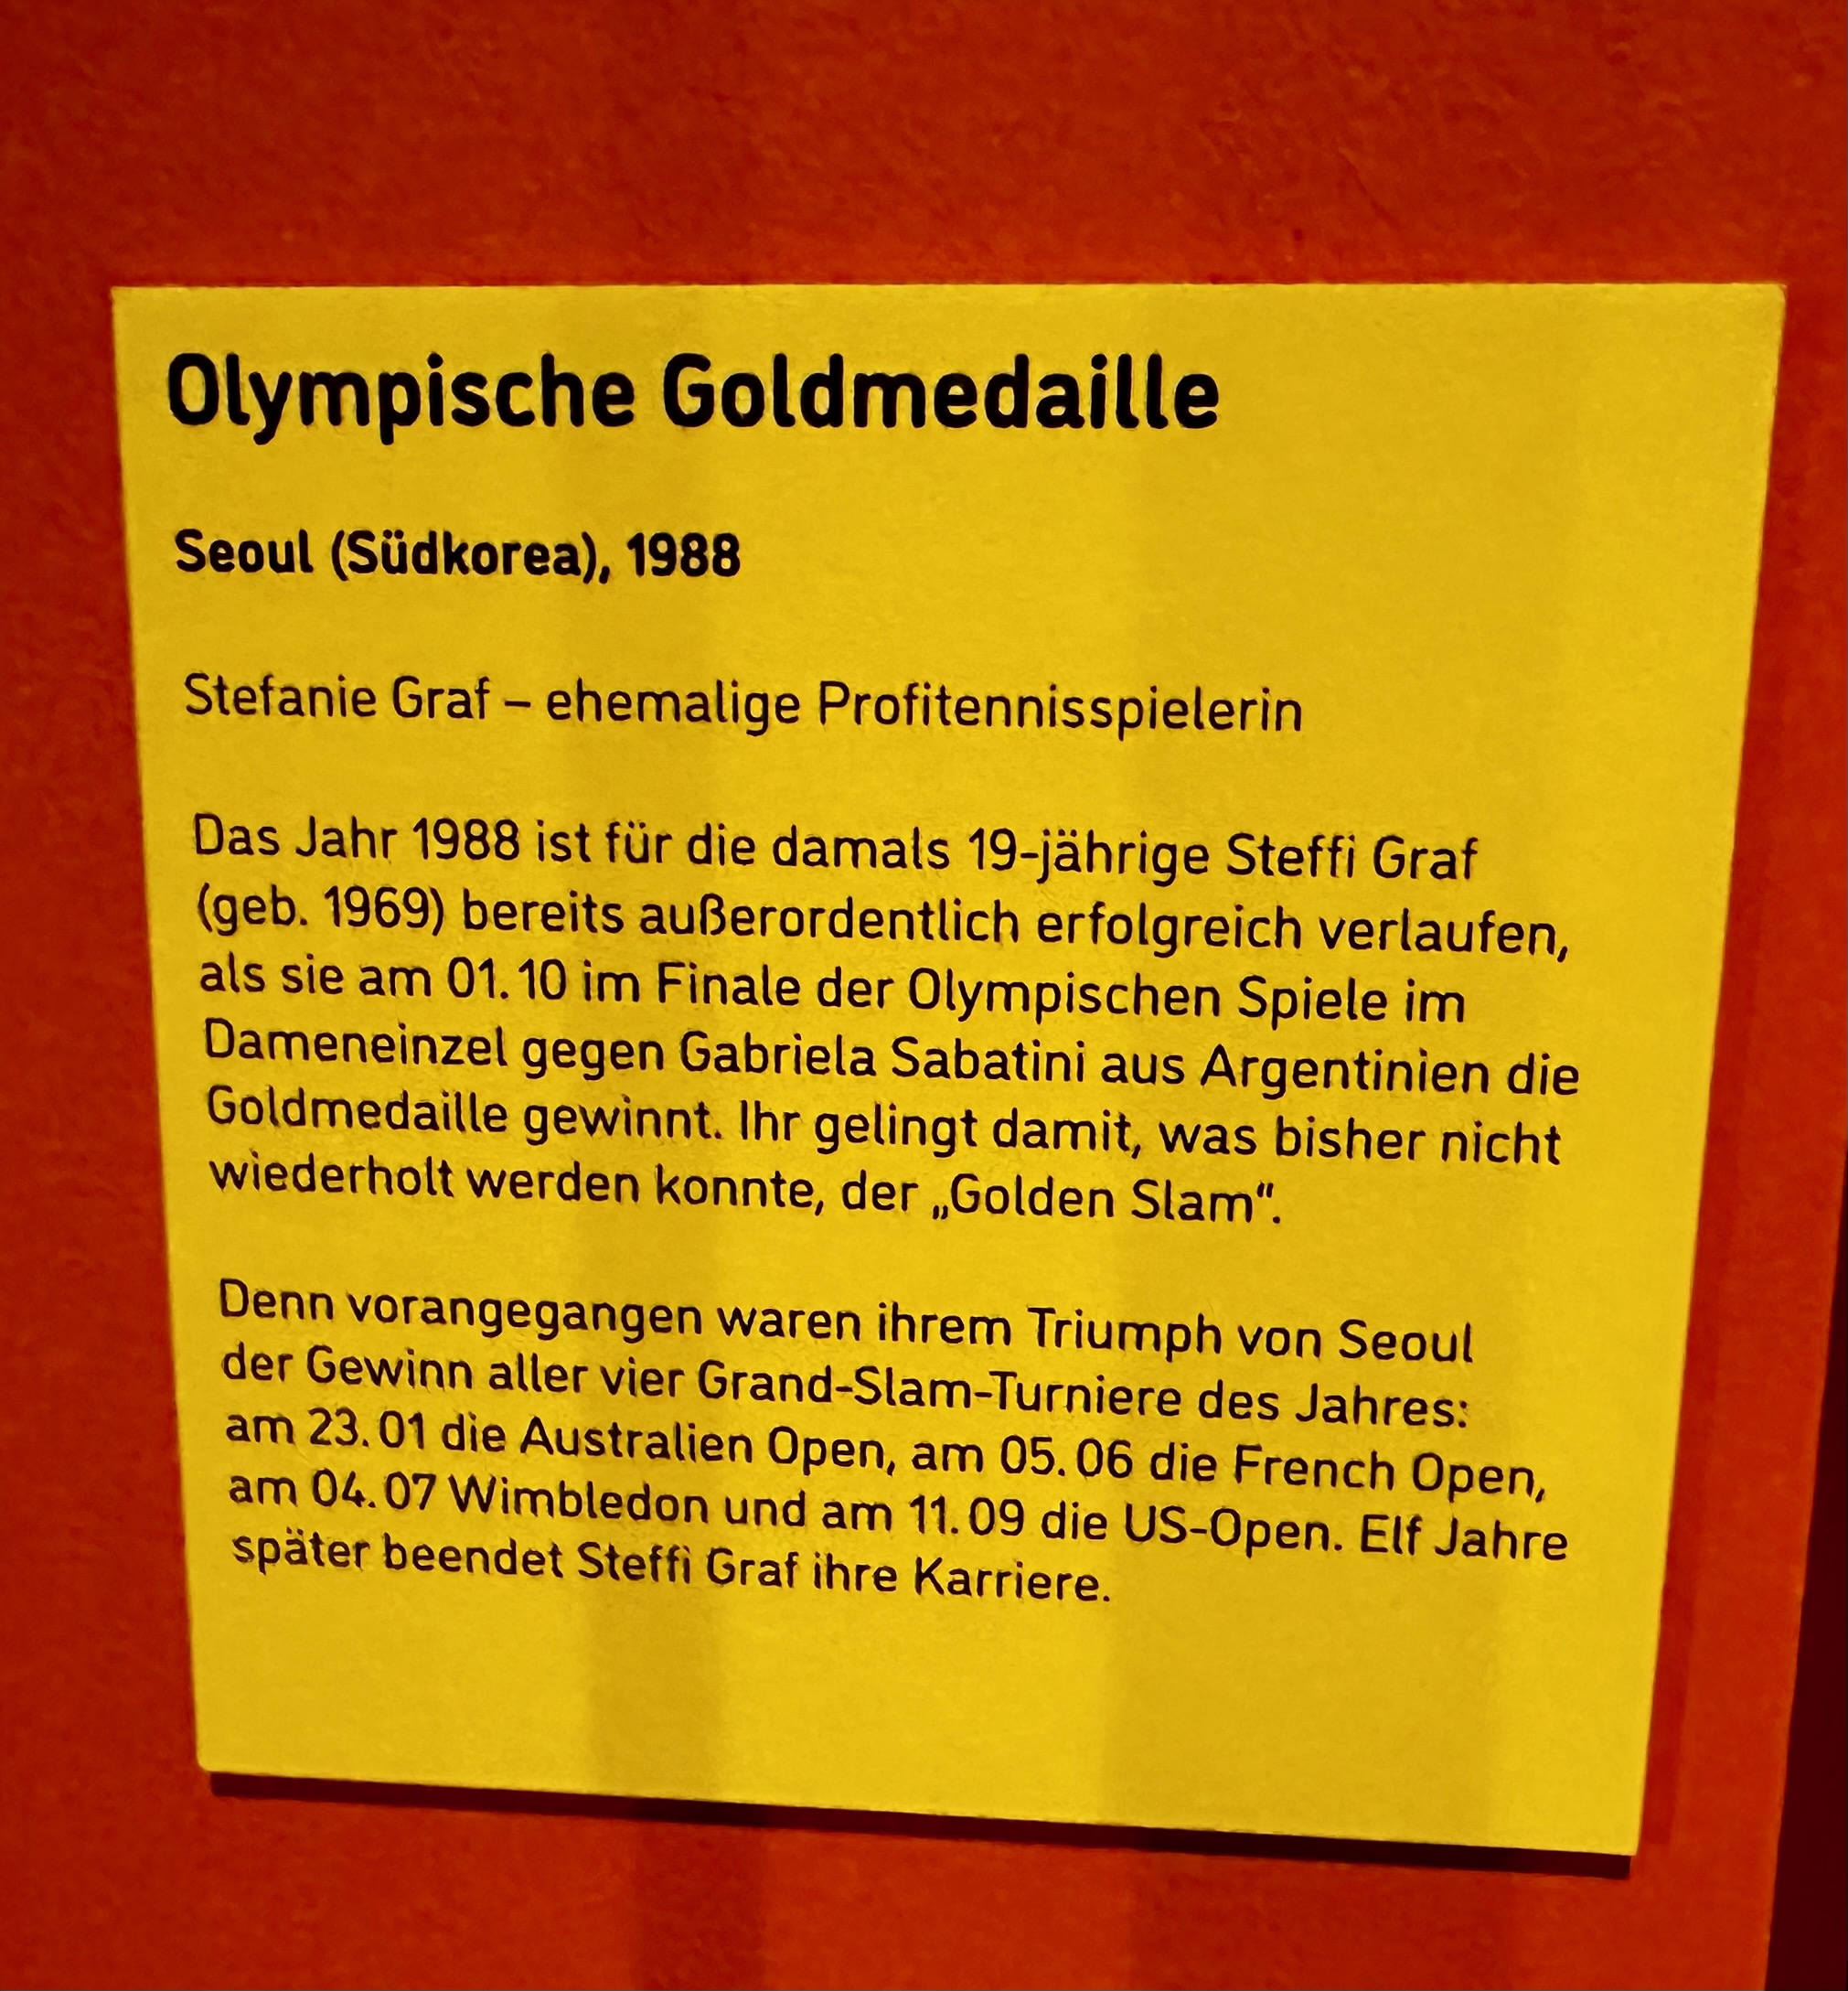 Olympische Goldmedaille
Seoul (Südkorea), 1988
Stefanie Graf – ehemalige Profitennisspielerin
Das Jahr 1988 ist für die damals 19-jährige Steffi Graf
(geb. 1969) bereits außerordentlich erfolgreich verlaufen,
als sie am 01.10 im Finale der Olympischen Spiele im
Dameneinzel gegen Gabriela Sabatini aus Argentinien die
Goldmedaille gewinnt. Ihr gelingt damit, was bisher nicht
wiederholt werden konnte, der „Golden Slam“.
Denn vorangegangen waren ihrem Triumph von Seoul
der Gewinn aller vier Grand-Slam-Turniere des Jahres:
am 23.01 die Australien Open, am 05.06 die French Open,
am 04.07 Wimbledon und am 11.09 die US-Open. Elf Jahre
später beendet Steffi Graf ihre Karriere.